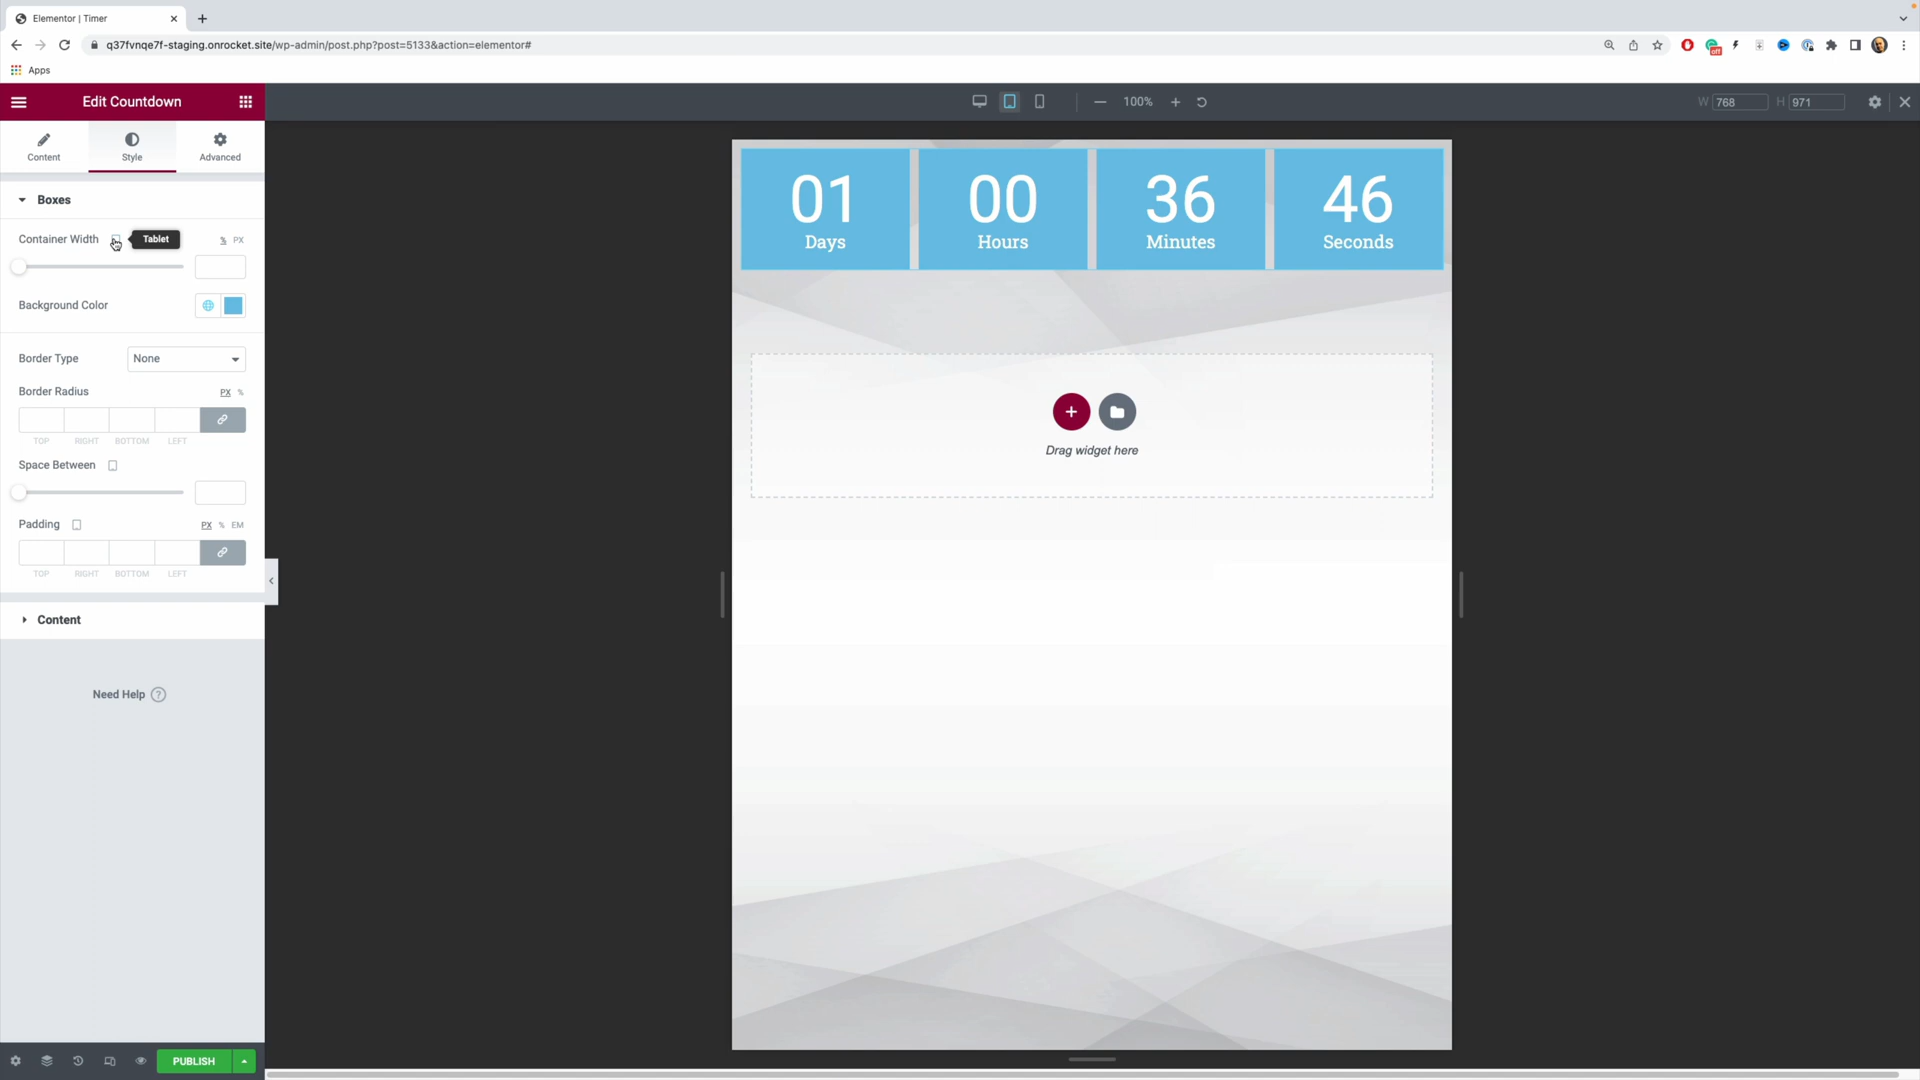 Elementor | Timer
q37fvnqe7f-staging.onrocket.site/wp-admin/post.php?post=5133&action=elementor#
off
Apps
Edit Countdown
100%
W 768 H 971
Content Style Advanced
Boxes
Container Width Tablet % PX
Background Color
Border Type None
Border Radius PX %
TOP RIGHT BOTTOM LEFT
Space Between
Padding PX % EM
TOP RIGHT BOTTOM LEFT
Content
Need Help ?
PUBLISH
01 00 36 46
Days Hours Minutes Seconds
Drag widget here